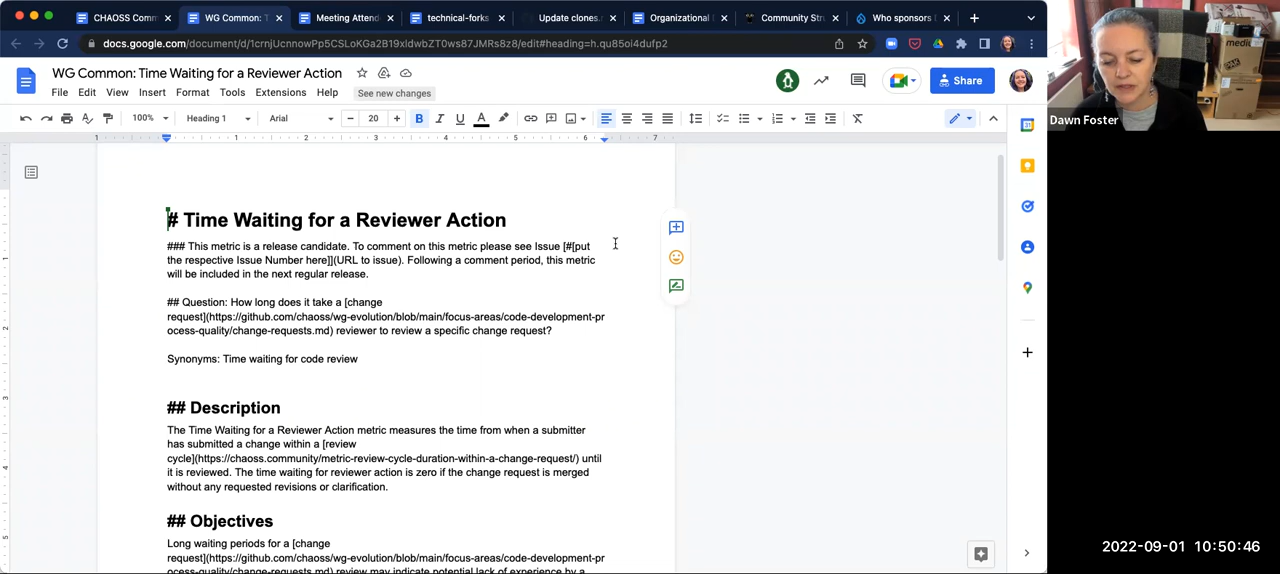 CHAOSS Comm
WG Common: T
Meeting Attend
technical-forks
Update clones.r
Organizational
Community Str
Who sponsors
docs.google.com/document/d/1crnjUcnnowPp5CSLoKGa2B19xIdwbZT0ws87JMRs8z8/edit#heading=h.qu85oi4dufp2
WG Common: Time Waiting for a Reviewer Action
File Edit View Insert Format Tools Extensions Help See new changes
Share
100% Heading 1 Arial 20 B I U A
1 1 2 3 4 5 6 7
# Time Waiting for a Reviewer Action
### This metric is a release candidate. To comment on this metric please see Issue [#[put
the respective Issue Number here]](URL to issue). Following a comment period, this metric
will be included in the next regular release.
## Question: How long does it take a [change
request](https://github.com/chaoss/wg-evolution/blob/main/focus-areas/code-development-pr
ocess-quality/change-requests.md) reviewer to review a specific change request?
Synonyms: Time waiting for code review
## Description
The Time Waiting for a Reviewer Action metric measures the time from when a submitter
has submitted a change within a [review
cycle](https://chaoss.community/metric-review-cycle-duration-within-a-change-request/) until
it is reviewed. The time waiting for reviewer action is zero if the change request is merged
without any requested revisions or clarification.
## Objectives
Long waiting periods for a [change
request](https://github.com/chaoss/wg-evolution/blob/main/focus-areas/code-development-pr
ocess-quality/change-requests.md) review may indicate potential lack of experience by a
Dawn Foster
2022-09-01 10:50:46